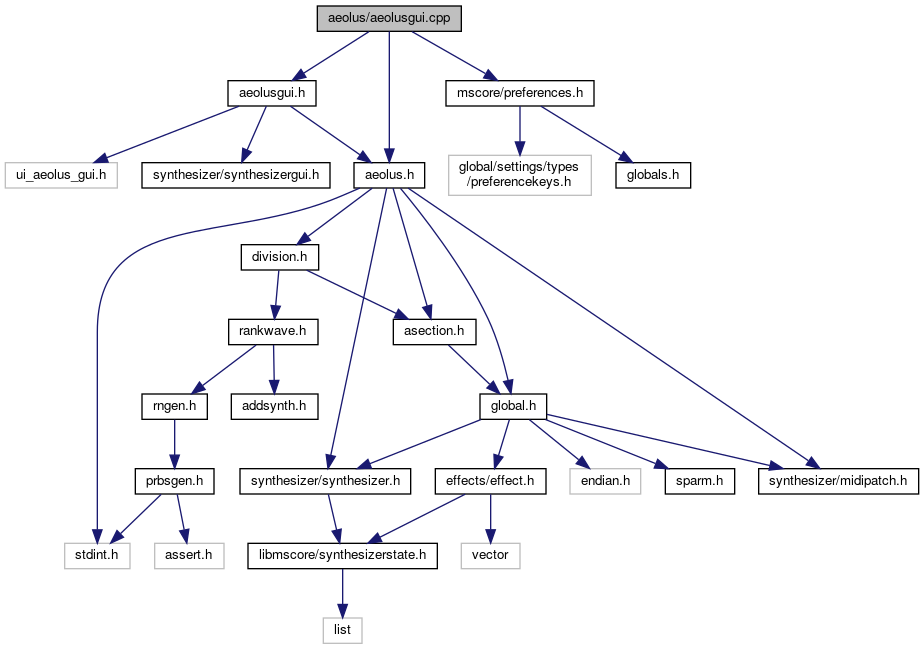 aeolus/aeolusgui.cpp
aeolusgui.h
mscore/preferences.h
ui_aeolus_gui.h
synthesizer/synthesizergui.h
aeolus.h
global/settings/types
/preferencekeys.h
globals.h
division.h
rankwave.h
asection.h
rngen.h
addsynth.h
global.h
prbsgen.h
synthesizer/synthesizer.h
effects/effect.h
endian.h
sparm.h
synthesizer/midipatch.h
stdint.h
assert.h
libmscore/synthesizerstate.h
vector
list